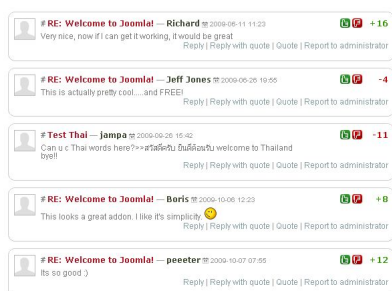 # RE: Welcome to Joomla! — Richard 2009-06-11 11:23 +16
Very nice, now if I can get it working, it would be great
Reply | Reply with quote | Quote | Report to administrator
# RE: Welcome to Joomla! — Jeff Jones 2009-06-26 19:55 -4
This is actually pretty cool.....and FREE!
Reply | Reply with quote | Quote | Report to administrator
# Test Thai — jampa 2009-09-26 15:42 -11
Can u c Thai words here?>>สวัสดีครับ ยินดีต้อนรับ welcome to Thailand
bye!!
Reply | Reply with quote | Quote | Report to administrator
# RE: Welcome to Joomla! — Boris 2009-10-06 12:23 +8
This looks a great addon. I like it's simplicity.
Reply | Reply with quote | Quote | Report to administrator
# RE: Welcome to Joomla! — peeeter 2009-10-07 07:55 +12
Its so good :)
Reply | Reply with quote | Quote | Report to administrator